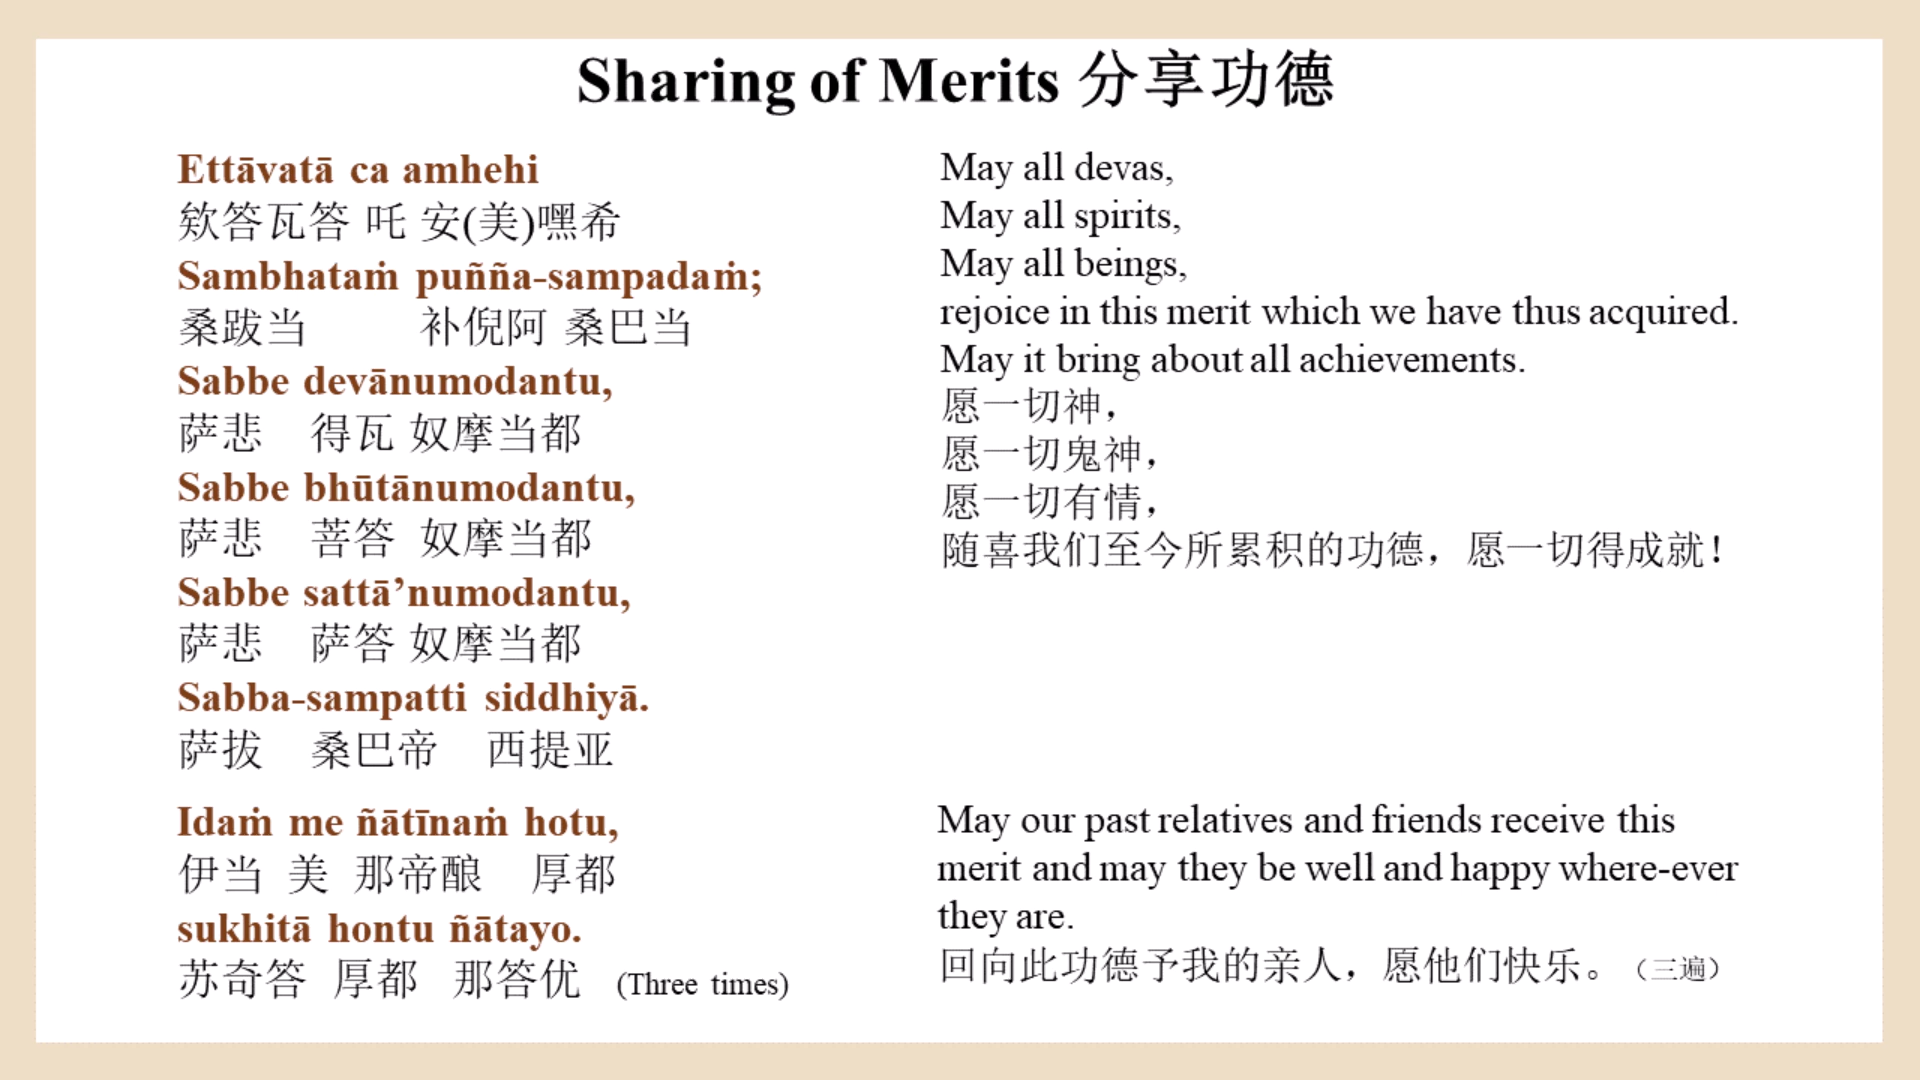 Sharing of Merits 分享功德
Ettāvatā ca amhehi
欸答瓦答 吒 安(美)嘿希
Sambhataṁ puñña-sampadaṁ;
桑跋当 补倪阿 桑巴当
Sabbe devānumodantu,
萨悲 得瓦 奴摩当都
Sabbe bhūtānumodantu,
萨悲 菩答 奴摩当都
Sabbe sattā’numodantu,
萨悲 萨答 奴摩当都
Sabba-sampatti siddhiyā.
萨拔 桑巴帝 西提亚
May all devas,
May all spirits,
May all beings,
rejoice in this merit which we have thus acquired.
May it bring about all achievements.
愿一切神，
愿一切鬼神，
愿一切有情，
随喜我们至今所累积的功德，愿一切得成就！
Idaṁ me ñātīnaṁ hotu,
伊当 美 那帝酿 厚都
sukhitā hontu ñātayo.
苏奇答 厚都 那答优 (Three times)
May our past relatives and friends receive this
merit and may they be well and happy where-ever
they are.
回向此功德予我的亲人，愿他们快乐。（三遍）